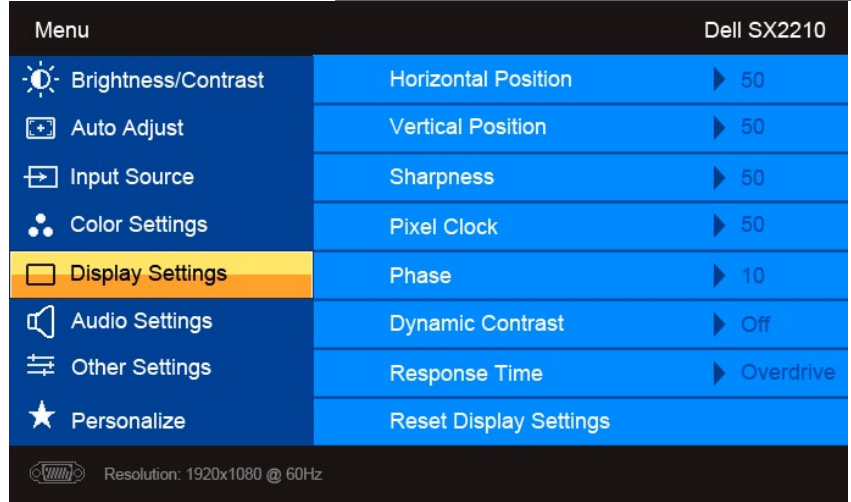 Menu Dell SX2210
Brightness/Contrast Horizontal Position 50
Auto Adjust Vertical Position 50
Input Source Sharpness 50
Color Settings Pixel Clock 50
Display Settings Phase 10
Audio Settings Dynamic Contrast Off
Other Settings Response Time Overdrive
Personalize Reset Display Settings
Resolution: 1920x1080 @ 60Hz